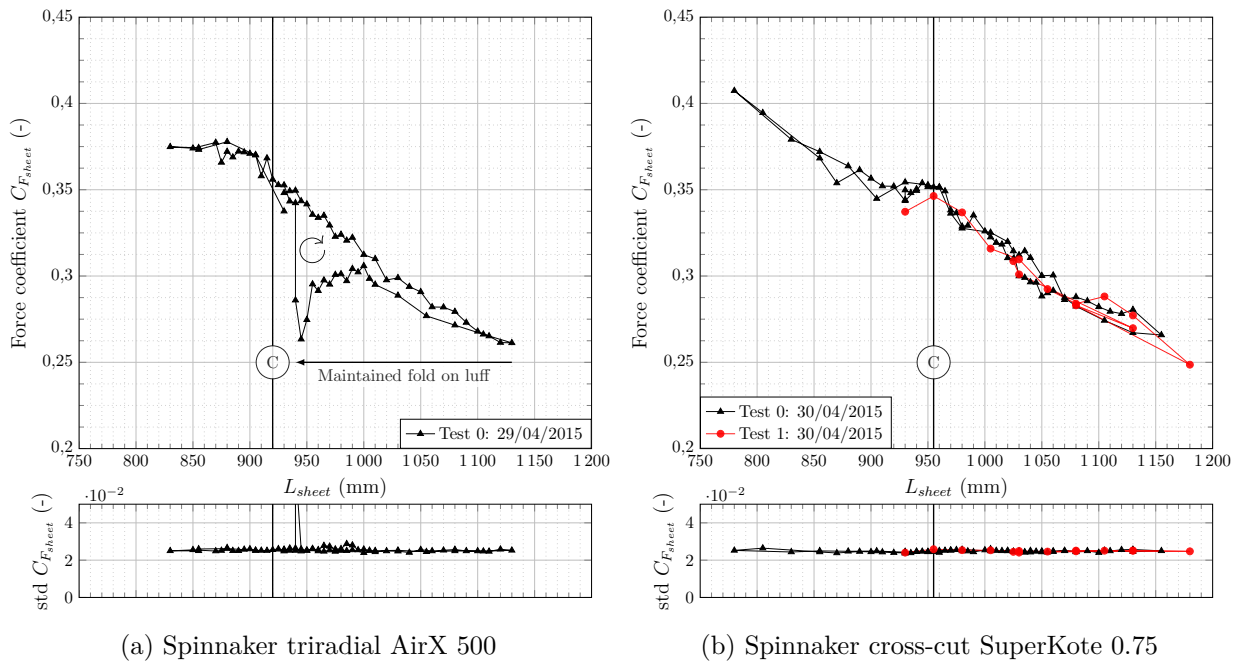 0,45
0,4
0,35
0,3
0,25
0,2
Force coefficient C_{F_{sheet}} (-)
C
Maintained fold on luff
Test 0: 29/04/2015
750 800 850 900 950 1 000 1 050 1 100 1 150 1 200
L_{sheet} (mm)
·10^{−2}
4
2
0
std C_{F_{sheet}} (-)
(a) Spinnaker triradial AirX 500
0,45
0,4
0,35
0,3
0,25
0,2
Force coefficient C_{F_{sheet}} (-)
C
Test 0: 30/04/2015
Test 1: 30/04/2015
750 800 850 900 950 1 000 1 050 1 100 1 150 1 200
L_{sheet} (mm)
·10^{−2}
4
2
0
std C_{F_{sheet}} (-)
(b) Spinnaker cross-cut SuperKote 0.75